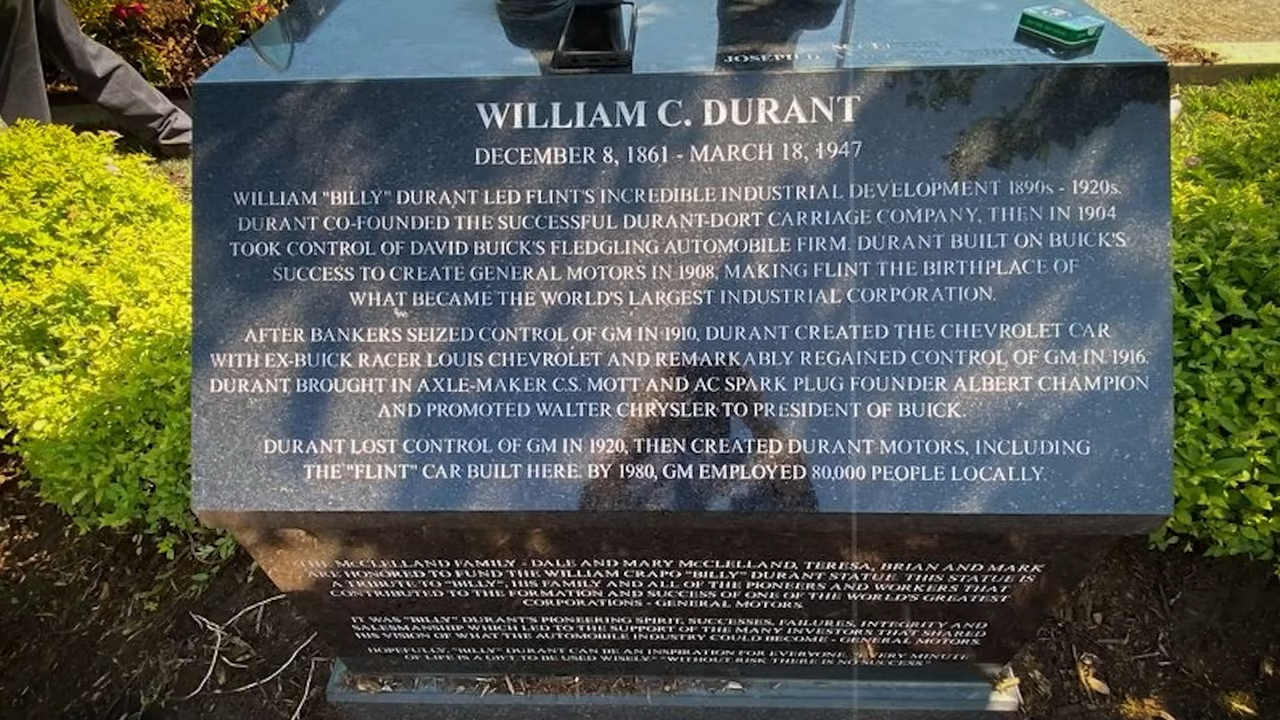 JOSEPH D.
WILLIAM C. DURANT
DECEMBER 8, 1861 - MARCH 18, 1947
WILLIAM "BILLY" DURANT LED FLINT'S INCREDIBLE INDUSTRIAL DEVELOPMENT 1890s - 1920s.
DURANT CO-FOUNDED THE SUCCESSFUL DURANT-DORT CARRIAGE COMPANY, THEN IN 1904
TOOK CONTROL OF DAVID BUICK'S FLEDGLING AUTOMOBILE FIRM. DURANT BUILT ON BUICK'S
SUCCESS TO CREATE GENERAL MOTORS IN 1908, MAKING FLINT THE BIRTHPLACE OF
WHAT BECAME THE WORLD'S LARGEST INDUSTRIAL CORPORATION.
AFTER BANKERS SEIZED CONTROL OF GM IN 1910, DURANT CREATED THE CHEVROLET CAR
WITH EX-BUICK RACER LOUIS CHEVROLET AND REMARKABLY REGAINED CONTROL OF GM IN 1916.
DURANT BROUGHT IN AXLE-MAKER C.S. MOTT AND AC SPARK PLUG FOUNDER ALBERT CHAMPION
AND PROMOTED WALTER CHRYSLER TO PRESIDENT OF BUICK.
DURANT LOST CONTROL OF GM IN 1920, THEN CREATED DURANT MOTORS, INCLUDING
THE "FLINT" CAR BUILT HERE. BY 1980, GM EMPLOYED 80,000 PEOPLE LOCALLY.
THE McCLELLAND FAMILY - DALE AND MARY McCLELLAND, TERESA, BRIAN AND MARK
ARE HONORED TO FUND THE WILLIAM CRAPO "BILLY" DURANT STATUE. THIS STATUE IS
A TRIBUTE TO "BILLY", HIS FAMILY AND ALL OF THE PIONEERS AND WORKERS THAT
CONTRIBUTED TO THE FORMATION AND SUCCESS OF ONE OF THE WORLD'S GREATEST
CORPORATIONS - GENERAL MOTORS.
IT WAS "BILLY" DURANT'S PIONEERING SPIRIT, SUCCESSES, FAILURES, INTEGRITY AND
SALESMANSHIP WHICH LED TO THE SUPPORT OF THE MANY INVESTORS THAT SHARED
HIS VISION OF WHAT THE AUTOMOBILE INDUSTRY COULD BECOME - GENERAL MOTORS.
HOPEFULLY, "BILLY" DURANT CAN BE AN INSPIRATION FOR EVERYONE. "EVERY MINUTE
OF LIFE IS A GIFT TO BE USED WISELY." "WITHOUT RISK THERE IS NO SUCCESS"